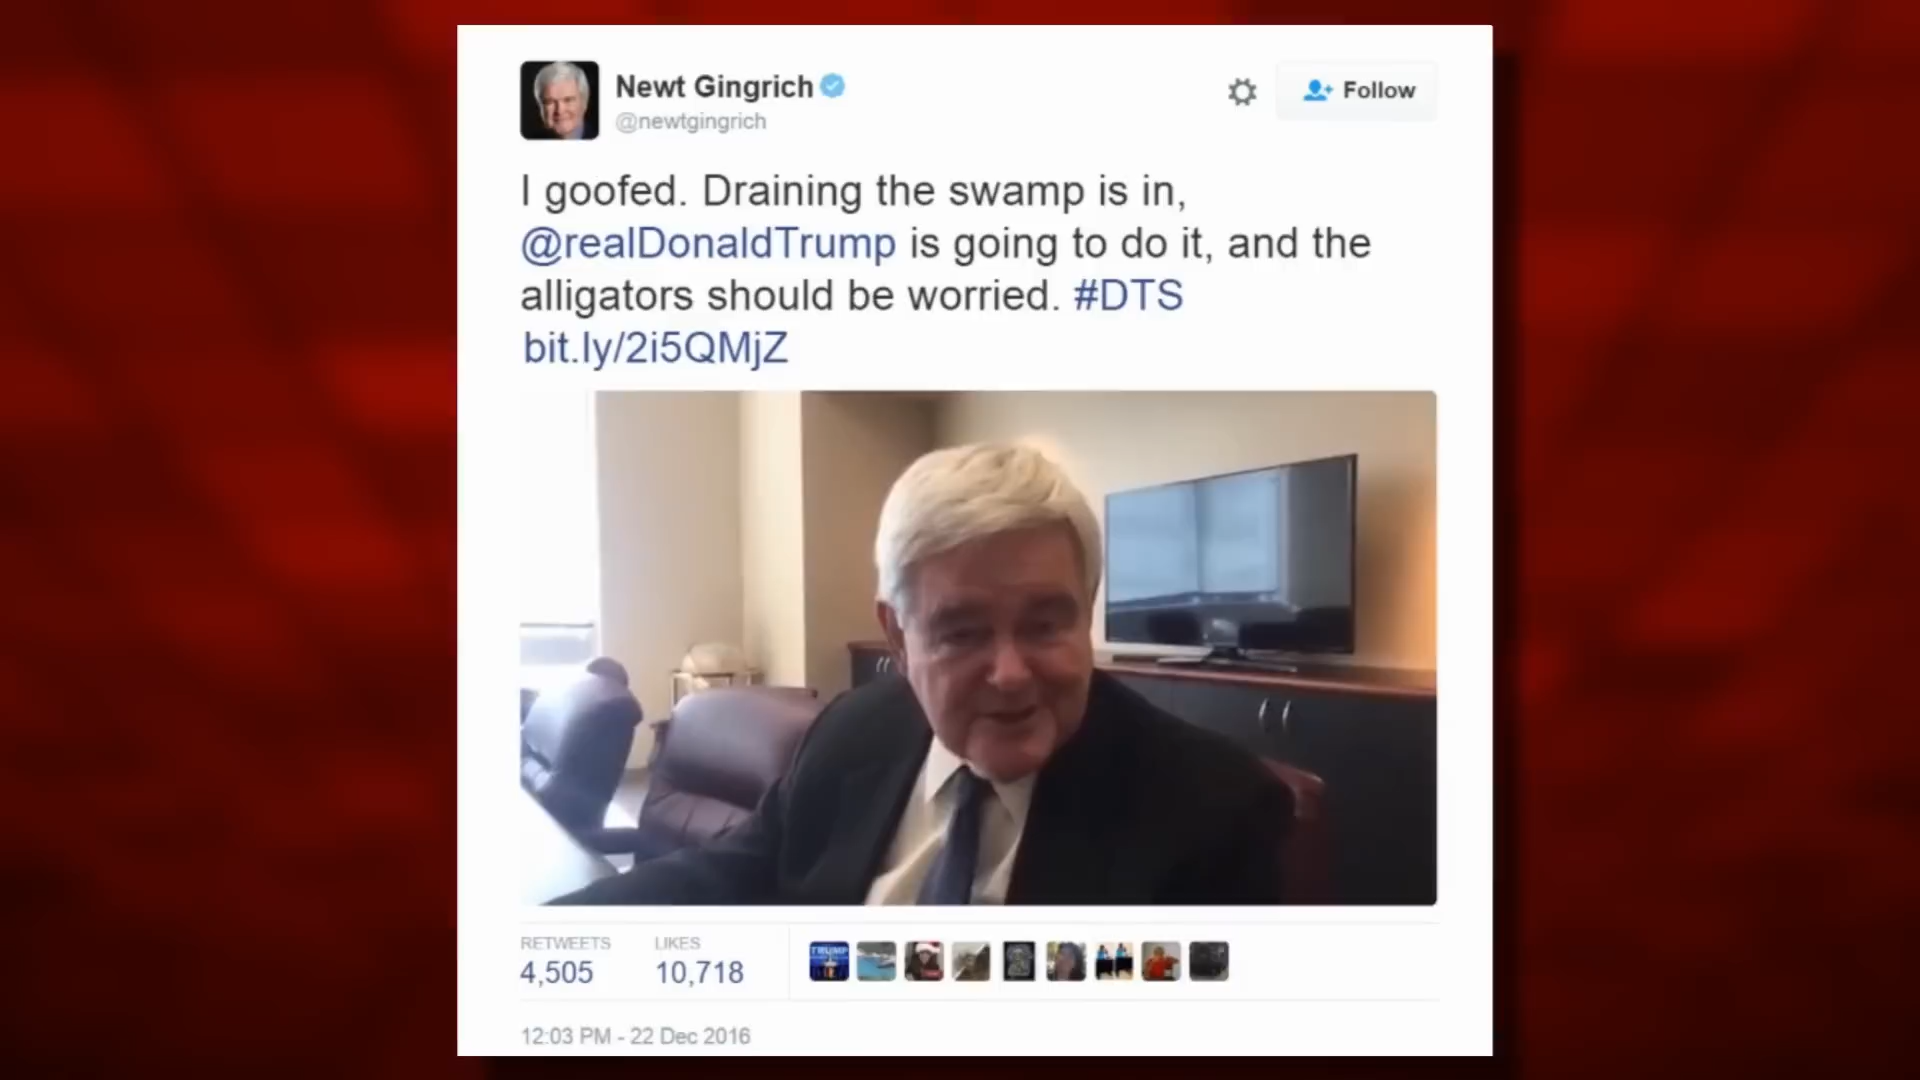 Newt Gingrich
@newtgingrich
Follow
I goofed. Draining the swamp is in,
@realDonaldTrump is going to do it, and the
alligators should be worried. #DTS
bit.ly/2i5QMjZ
RETWEETS
LIKES
4,505
10,718
TRUMP
12:03 PM - 22 Dec 2016